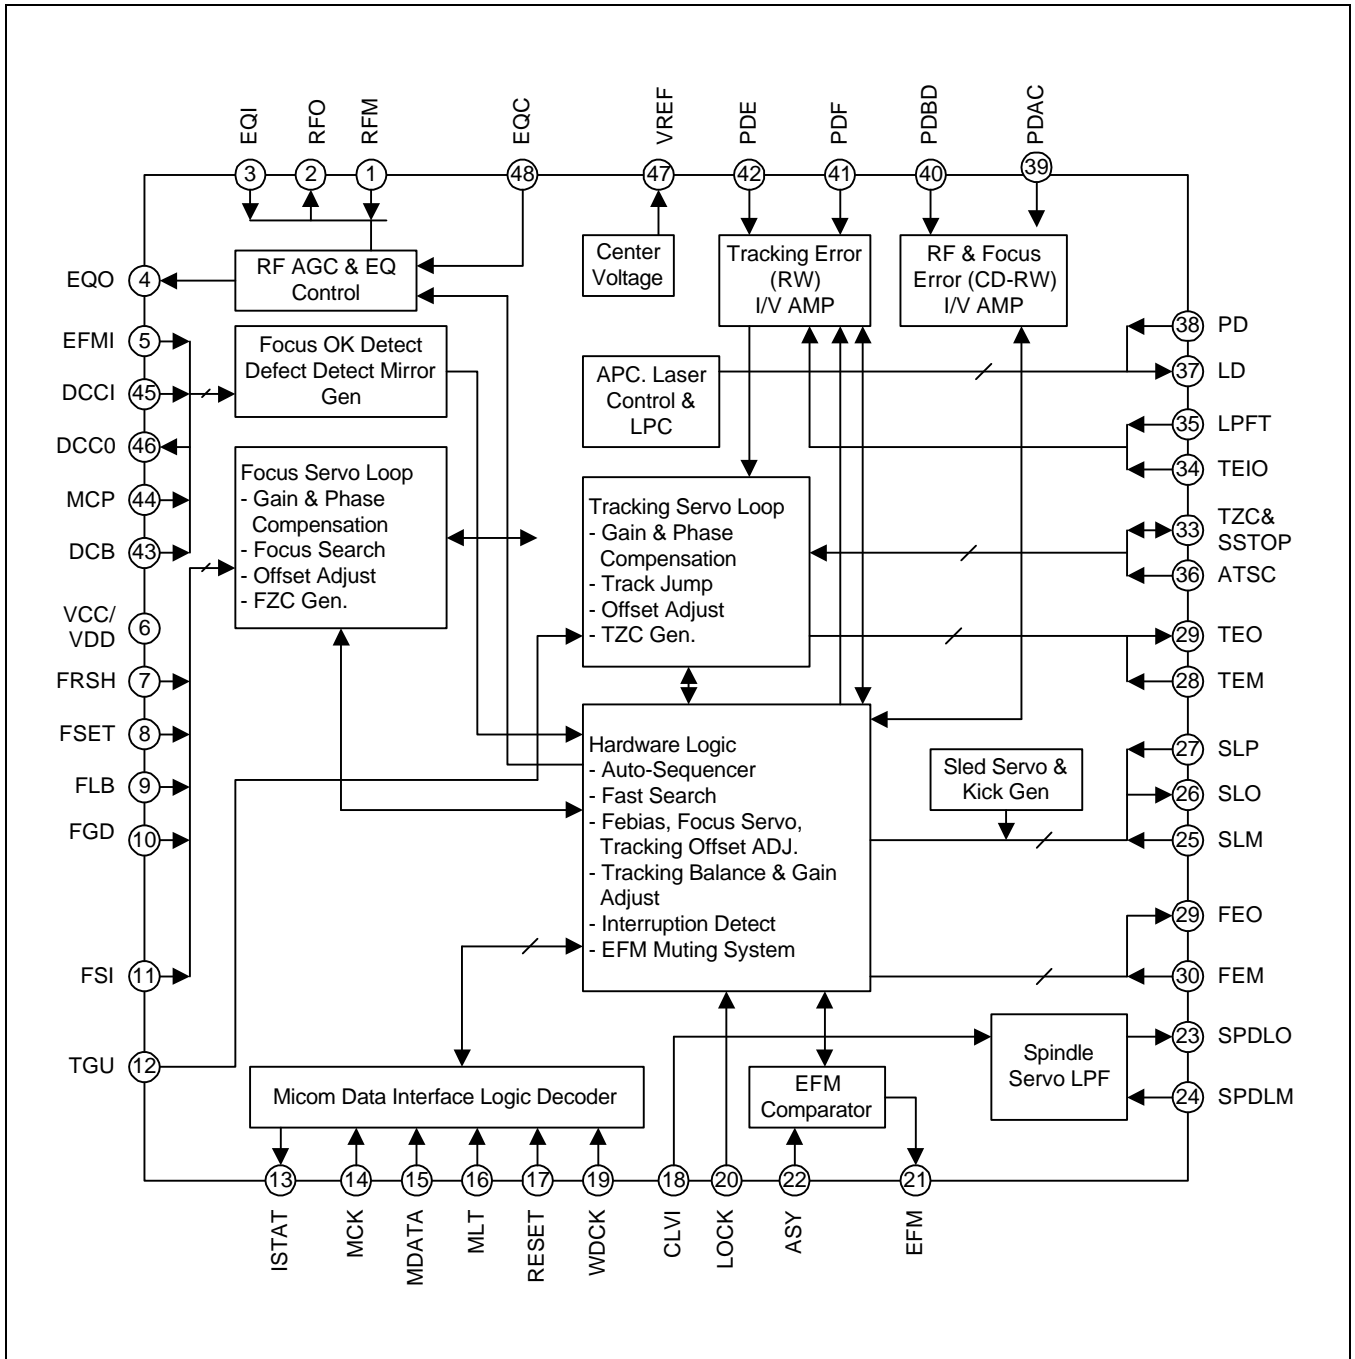 EQI
RFO
RFM
EQC
VREF
PDE
PDF
PDBD
PDAC
3
2
1
48
47
42
41
40
39
EQO
4
EFMI
5
DCCI
45
DCC0
46
MCP
44
DCB
43
VCC/
VDD
6
FRSH
7
FSET
8
FLB
9
FGD
10
FSI
11
TGU
12
RF AGC & EQ
Control
Focus OK Detect
Defect Detect Mirror
Gen
Focus Servo Loop
- Gain & Phase
Compensation
- Focus Search
- Offset Adjust
- FZC Gen.
Center
Voltage
Tracking Error
(RW)
I/V AMP
RF & Focus
Error (CD-RW)
I/V AMP
APC. Laser
Control &
LPC
Tracking Servo Loop
- Gain & Phase
Compensation
- Track Jump
- Offset Adjust
- TZC Gen.
Hardware Logic
- Auto-Sequencer
- Fast Search
- Febias, Focus Servo,
Tracking Offset ADJ.
- Tracking Balance & Gain
Adjust
- Interruption Detect
- EFM Muting System
Sled Servo &
Kick Gen
Micom Data Interface Logic Decoder
EFM
Comparator
Spindle
Servo LPF
38
PD
37
LD
35
LPFT
34
TEIO
33
TZC&
SSTOP
36
ATSC
29
TEO
28
TEM
27
SLP
26
SLO
25
SLM
29
FEO
30
FEM
23
SPDLO
24
SPDLM
13
14
15
16
17
19
18
20
22
21
ISTAT
MCK
MDATA
MLT
RESET
WDCK
CLVI
LOCK
ASY
EFM